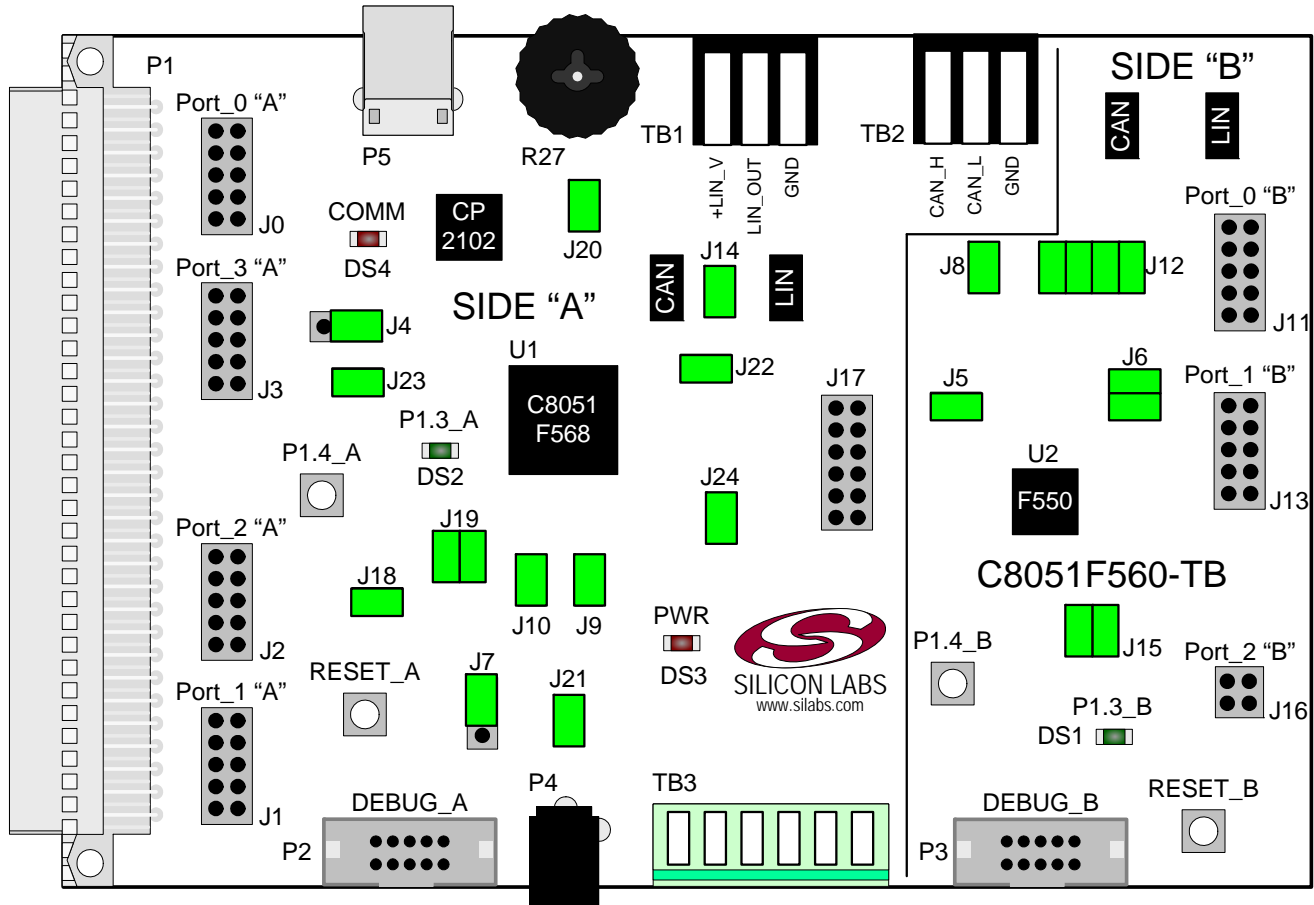 P1
SIDE “B”
Port_0 “A”
CAN
LIN
TB1
TB2
P5
R27
+LIN_V
LIN_OUT
GND
CAN_H
CAN_L
GND
Port_0 “B”
COMM
CP
2102
J0
DS4
J20
J14
J8
J12
Port_3 “A”
CAN
LIN
SIDE “A”
J4
J11
U1
J6
J22
J17
J5
Port_1 “B”
J3
J23
C8051
F568
P1.3_A
P1.4_A
DS2
U2
J24
F550
J13
Port_2 “A”
J19
J18
C8051F560-TB
J10
J9
PWR
J2
P1.4_B
J15
Port_2 “B”
RESET_A
J7
J21
DS3
SILICON LABS
www.silabs.com
Port_1 “A”
P1.3_B
J16
DS1
P4
TB3
RESET_B
J1
DEBUG_A
DEBUG_B
P2
P3